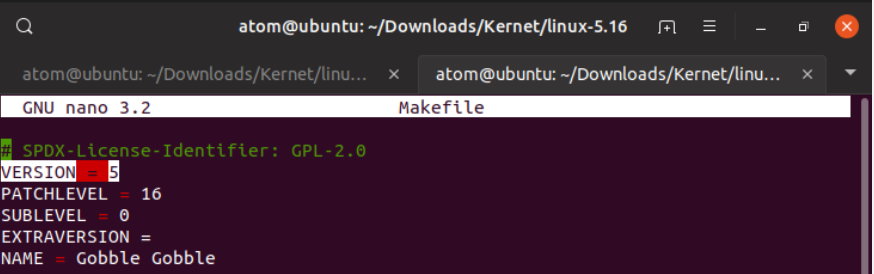 atom@ubuntu: ~/Downloads/Kernet/linux-5.16
atom@ubuntu: ~/Downloads/Kernet/linu... × atom@ubuntu: ~/Downloads/Kernet/linu... ×
GNU nano 3.2 Makefile
# SPDX-License-Identifier: GPL-2.0
VERSION = 5
PATCHLEVEL = 16
SUBLEVEL = 0
EXTRAVERSION =
NAME = Gobble Gobble